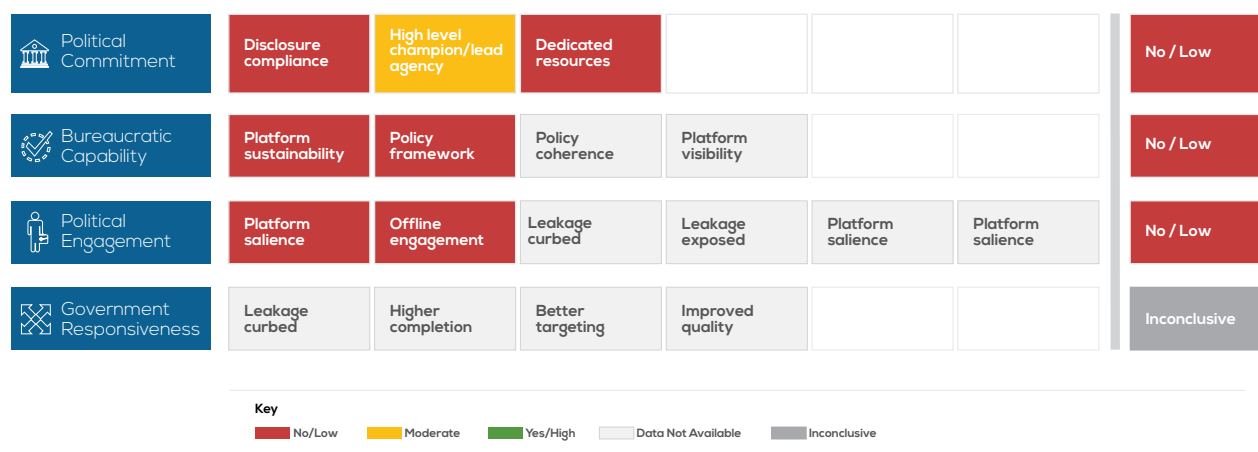 Political
Commitment
Disclosure
compliance
High level
champion/lead
agency
Dedicated
resources
No / Low
Bureaucratic
Capability
Platform
sustainability
Policy
framework
Policy
coherence
Platform
visibility
No / Low
Political
Engagement
Platform
salience
Offline
engagement
Leakage
curbed
Leakage
exposed
Platform
salience
Platform
salience
No / Low
Government
Responsiveness
Leakage
curbed
Higher
completion
Better
targeting
Improved
quality
Inconclusive
Key
No/Low
Moderate
Yes/High
Data Not Available
Inconclusive